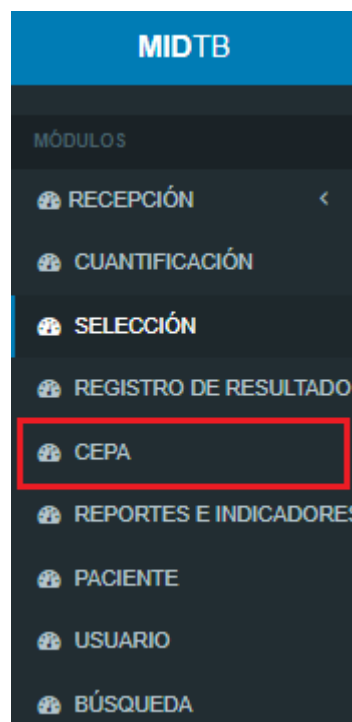 MIDTB
MÓDULOS
RECEPCIÓN
CUANTIFICACIÓN
SELECCIÓN
REGISTRO DE RESULTADO
CEPA
REPORTES E INDICADORES
PACIENTE
USUARIO
BÚSQUEDA